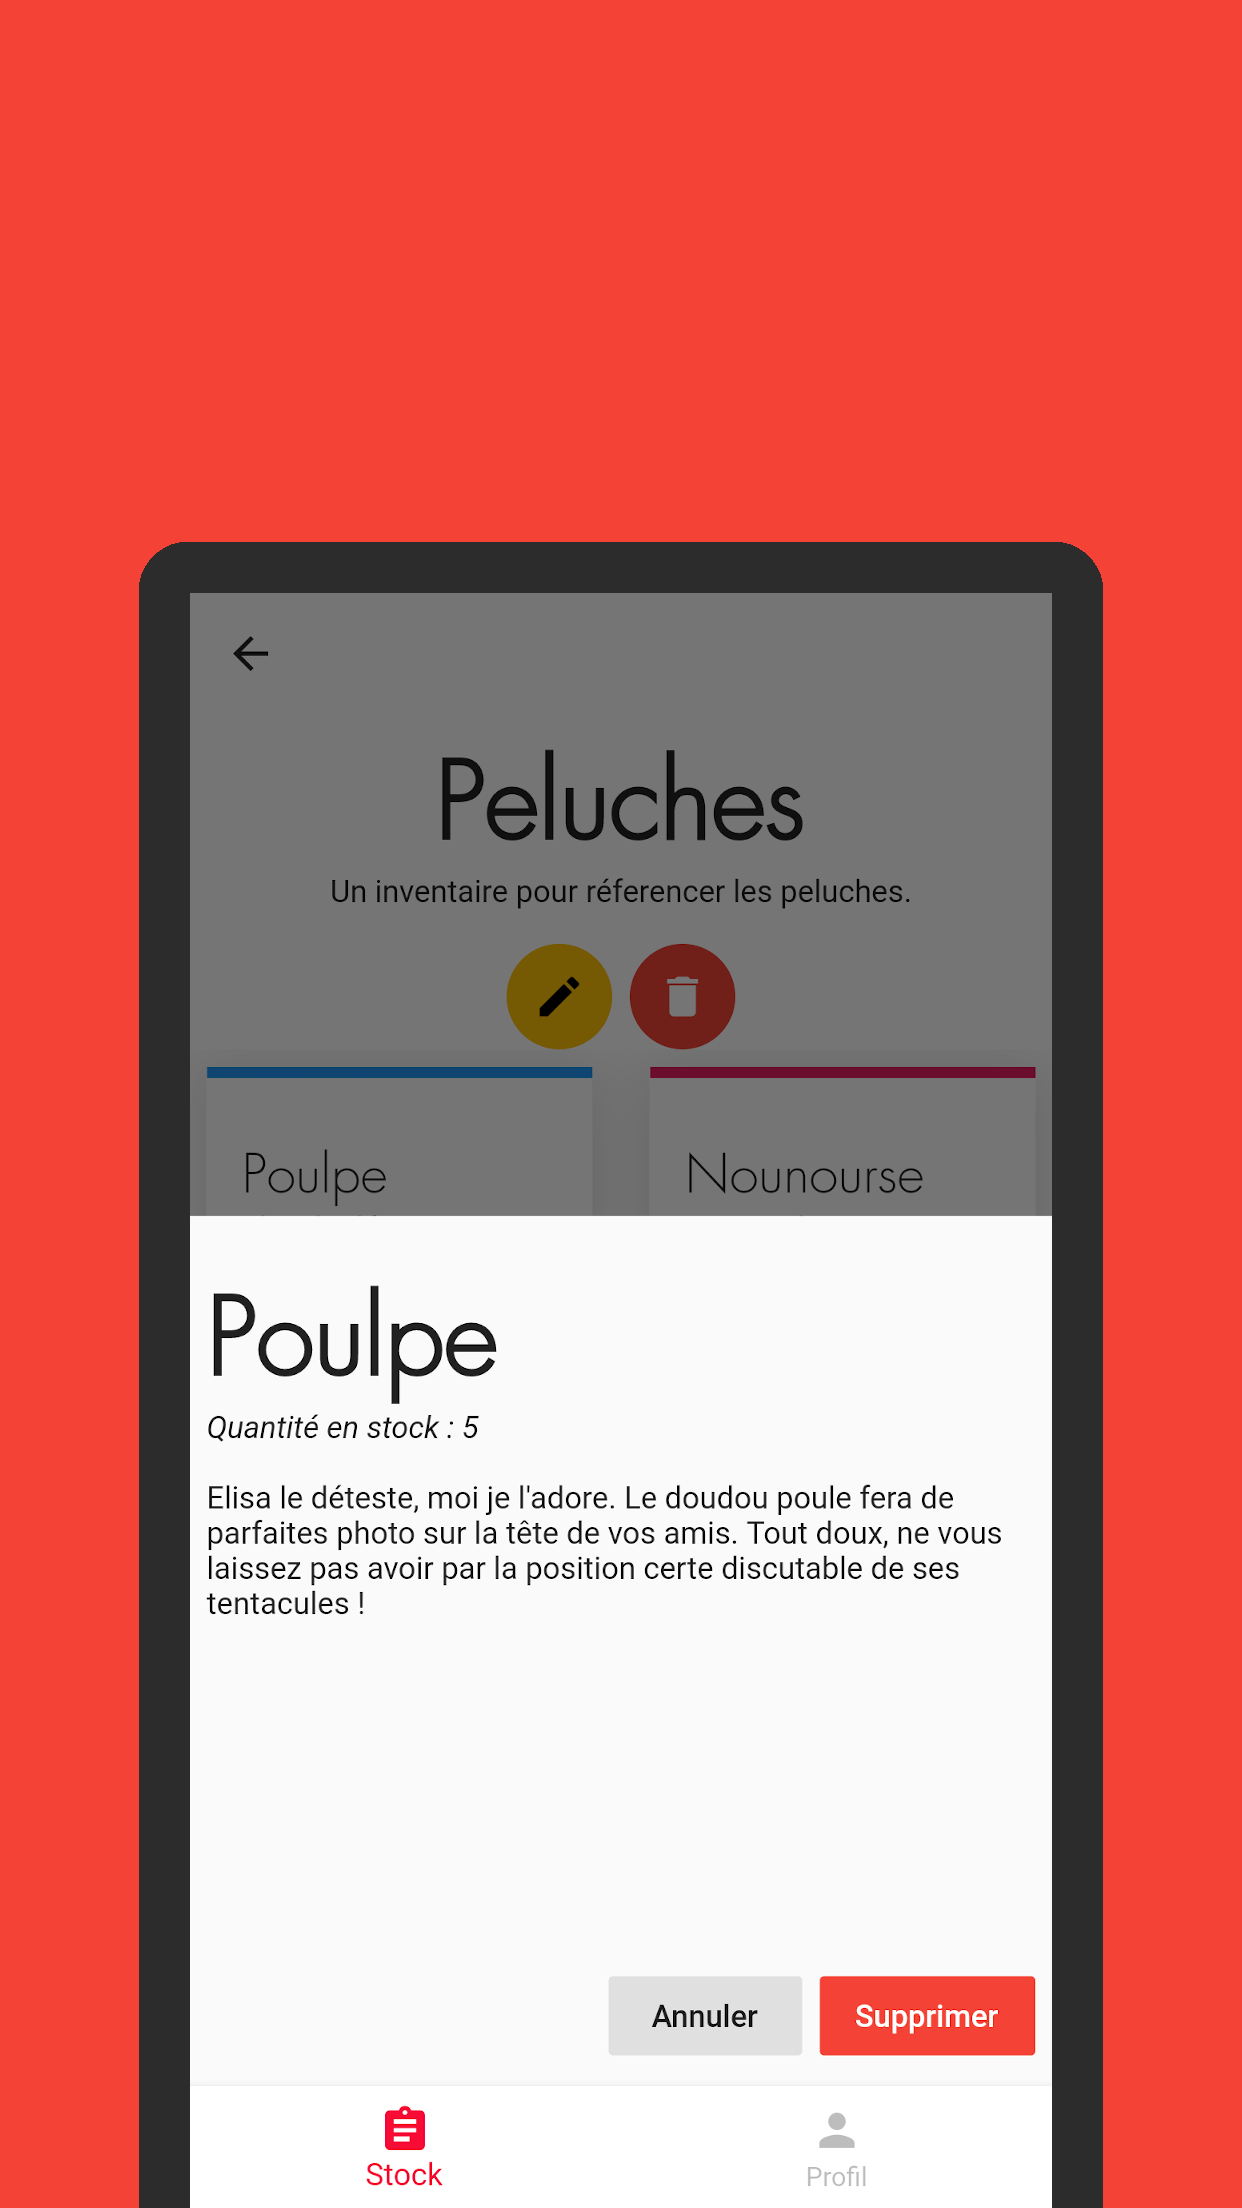 Peluches
Un inventaire pour réferencer les peluches.
Poulpe
Nounourse
Poulpe
Quantité en stock : 5
Elisa le déteste, moi je l'adore. Le doudou poule fera de
parfaites photo sur la tête de vos amis. Tout doux, ne vous
laissez pas avoir par la position certe discutable de ses
tentacules !
Annuler
Supprimer
Stock
Profil